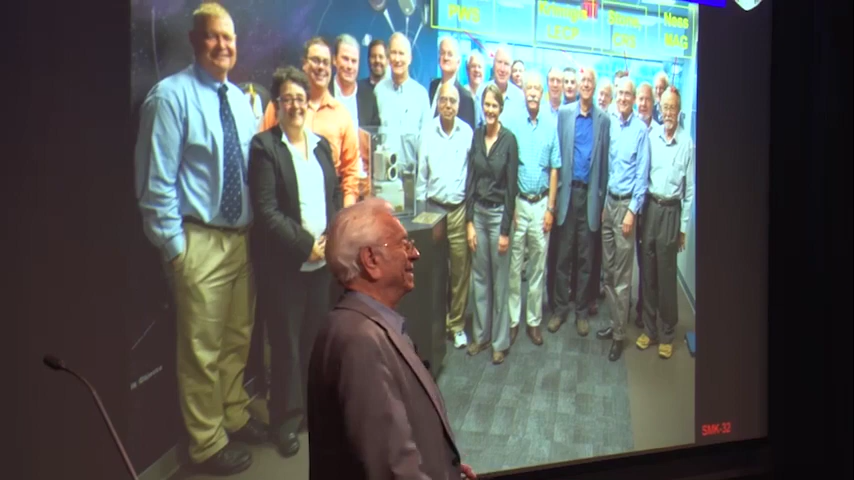 PWS
Krimigis
LECP
Stone
CRS
Ness
MAG
SMK-32